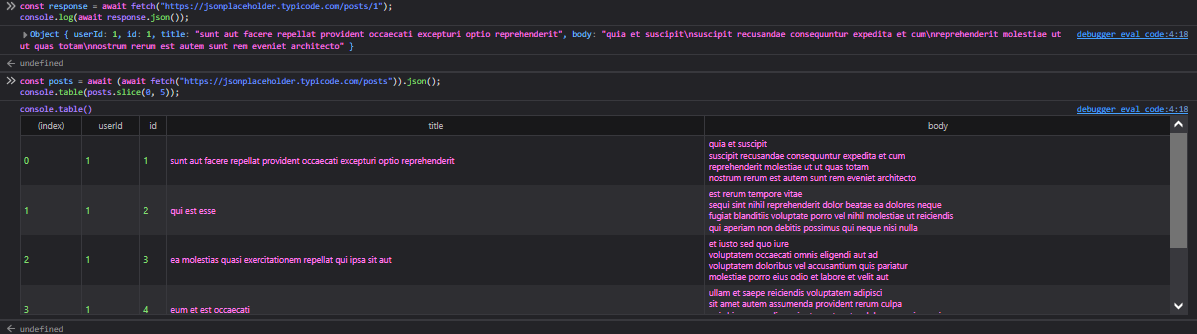 const response = await fetch("https://jsonplaceholder.typicode.com/posts/1");
console.log(await response.json());
Object { userId: 1, id: 1, title: "sunt aut facere repellat provident occaecati excepturi optio reprehenderit", body: "quia et suscipit\nsuscipit recusandae consequuntur expedita et cum\nreprehenderit molestiae ut debugger eval code:4:18
ut quas totam\nnostrum rerum est autem sunt rem eveniet architecto" }
undefined
const posts = await (await fetch("https://jsonplaceholder.typicode.com/posts")).json();
console.table(posts.slice(0, 5));
console.table() debugger eval code:4:18
(index) userId id title body
0 1 1 sunt aut facere repellat provident occaecati excepturi optio reprehenderit
quia et suscipit
suscipit recusandae consequuntur expedita et cum
reprehenderit molestiae ut ut quas totam
nostrum rerum est autem sunt rem eveniet architecto
1 1 2 qui est esse
est rerum tempore vitae
sequi sint nihil reprehenderit dolor beatae ea dolores neque
fugiat blanditiis voluptate porro vel nihil molestiae ut reiciendis
qui aperiam non debitis possimus qui neque nisi nulla
2 1 3 ea molestias quasi exercitationem repellat qui ipsa sit aut
et iusto sed quo iure
voluptatem occaecati omnis eligendi aut ad
voluptatem doloribus vel accusantium quis pariatur
molestiae porro eius odio et labore et velit aut
3 1 4 eum et est occaecati
ullam et saepe reiciendis voluptatem adipisci
sit amet autem assumenda provident rerum culpa
undefined